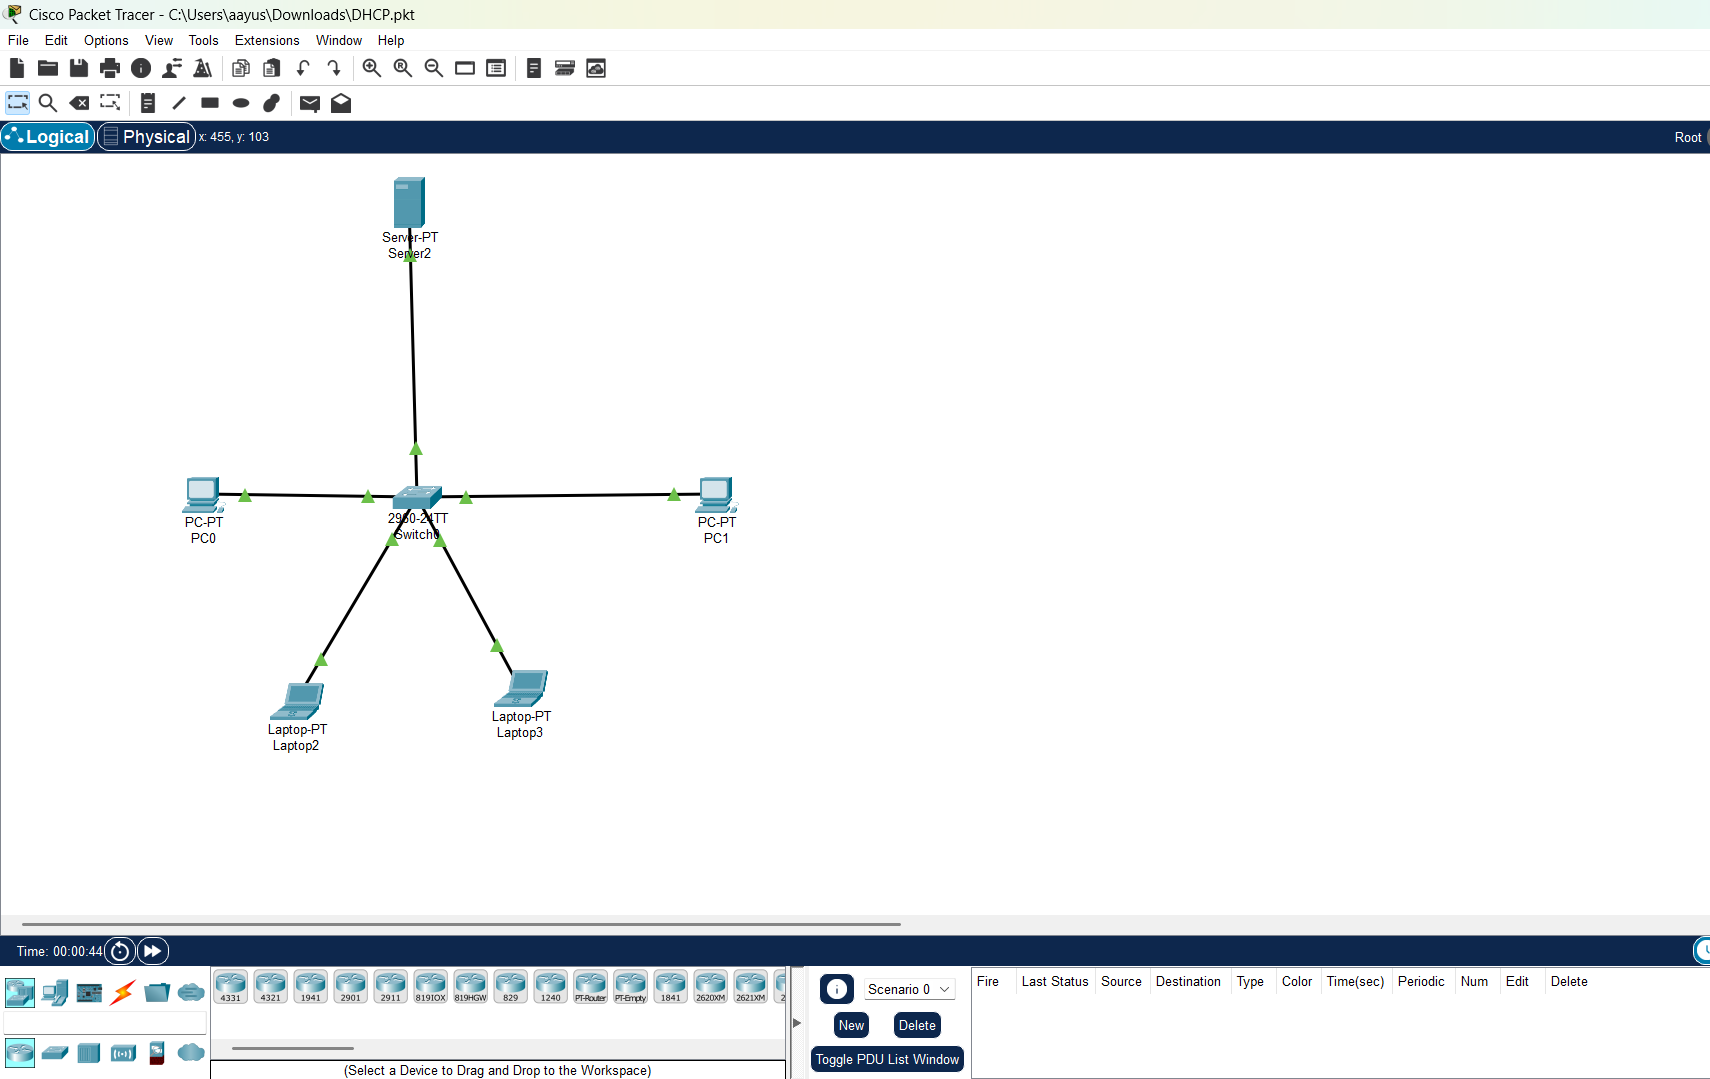 Cisco Packet Tracer - C:\Users\aayus\Downloads\DHCP.pkt
File Edit Options View Tools Extensions Window Help
Logical Physical x: 455, y: 103 Root
Server-PT
Server2
PC-PT
PC0
2960-24TT
Switch0
PC-PT
PC1
Laptop-PT
Laptop2
Laptop-PT
Laptop3
Time: 00:00:44
4331 4321 1941 2901 2911 819IOX 819HGW 829 1240 PT-Router PT-Empty 1841 2620XM 2621XM 2
(Select a Device to Drag and Drop to the Workspace)
Scenario 0
New Delete
Toggle PDU List Window
Fire Last Status Source Destination Type Color Time(sec) Periodic Num Edit Delete